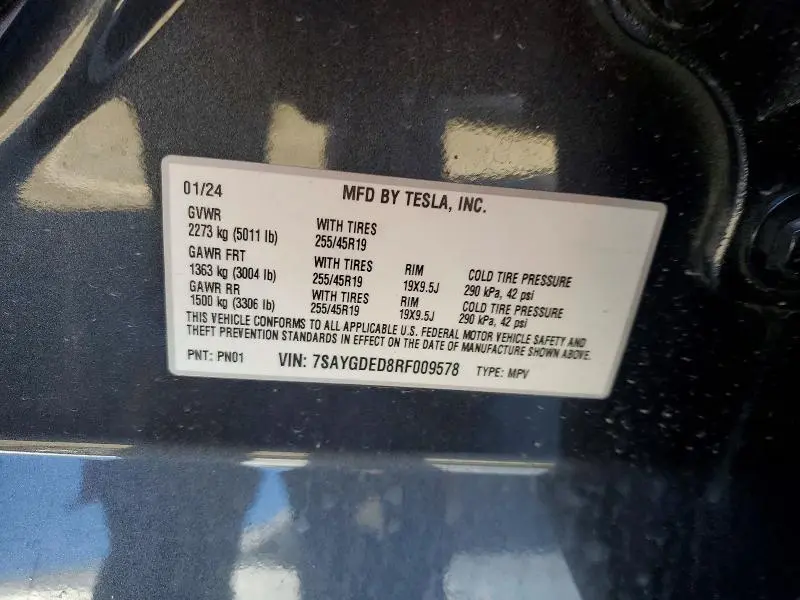 01/24 MFD BY TESLA, INC.
GVWR
2273 kg (5011 lb) WITH TIRES 255/45R19
GAWR FRT
1363 kg (3004 lb) WITH TIRES 255/45R19 RIM 19X9.5J COLD TIRE PRESSURE 290 kPa, 42 psi
GAWR RR
1500 kg (3306 lb) WITH TIRES 255/45R19 RIM 19X9.5J COLD TIRE PRESSURE 290 kPa, 42 psi
THIS VEHICLE CONFORMS TO ALL APPLICABLE U.S. FEDERAL MOTOR VEHICLE SAFETY AND
THEFT PREVENTION STANDARDS IN EFFECT ON THE DATE OF MANUFACTURE SHOWN ABOVE.
PNT: PN01 VIN: 7SAYGDED8RF009578 TYPE: MPV